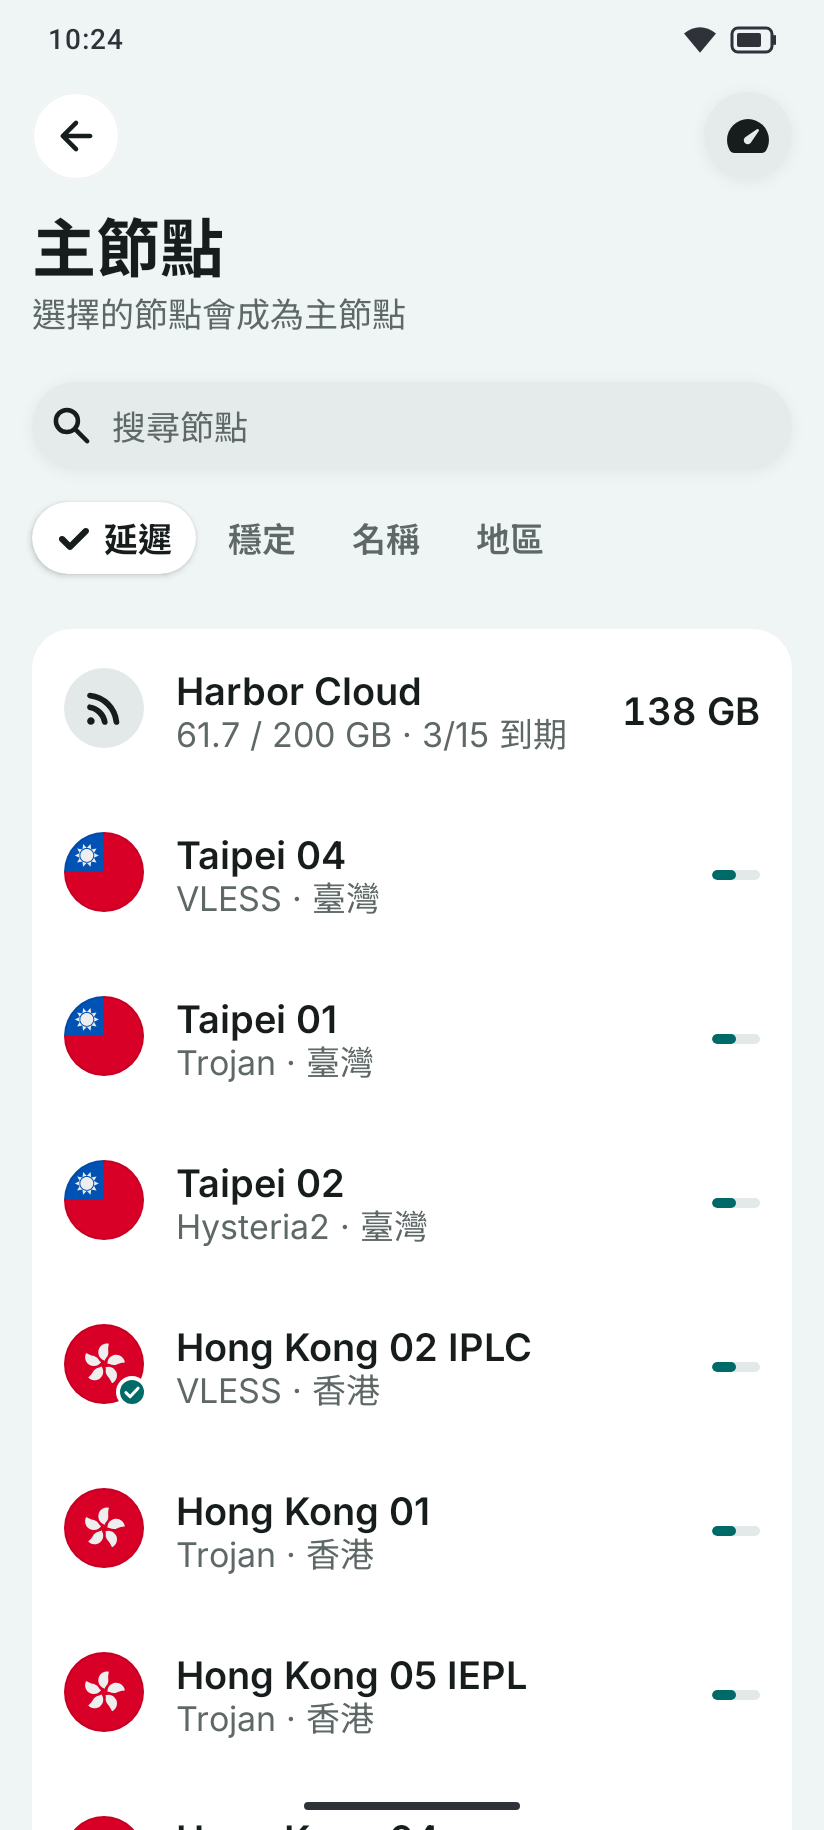 10:24
主節點
選擇的節點會成為主節點
搜尋節點
延遲 穩定 名稱 地區
Harbor Cloud
61.7 / 200 GB · 3/15 到期
138 GB
Taipei 04
VLESS · 臺灣
Taipei 01
Trojan · 臺灣
Taipei 02
Hysteria2 · 臺灣
Hong Kong 02 IPLC
VLESS · 香港
Hong Kong 01
Trojan · 香港
Hong Kong 05 IEPL
Trojan · 香港